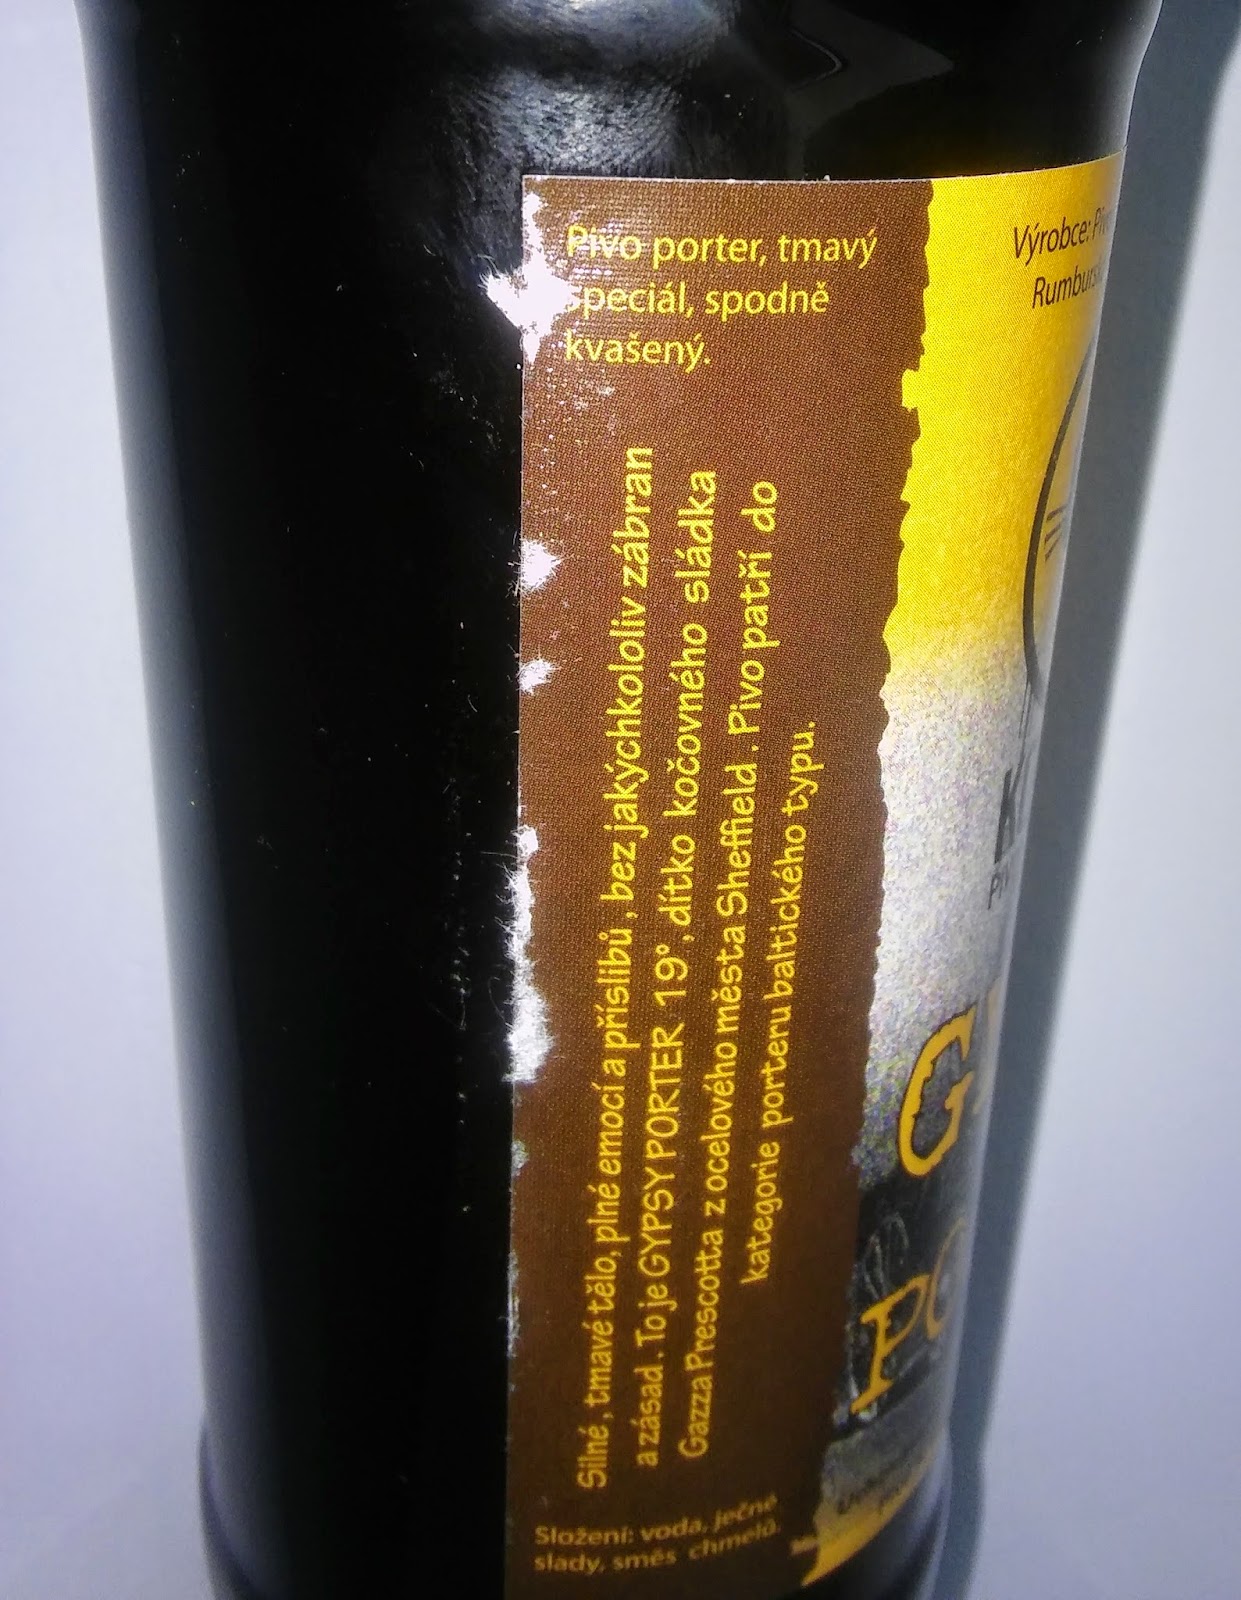 Pivo porter, tmavý
speciál, spodně
kvašený.
Silné, tmavé tělo, plné emocí a příslibů, bez jakýchkololiv zábran
a zásad. To je GYPSY PORTER 19°, dítko kočovného sládka
Gazza Prescotta z ocelového města Sheffield. Pivo patří do
kategorie porteru baltického typu.
Složení: voda, ječné
slady, směs chmelů.
Výrobce: